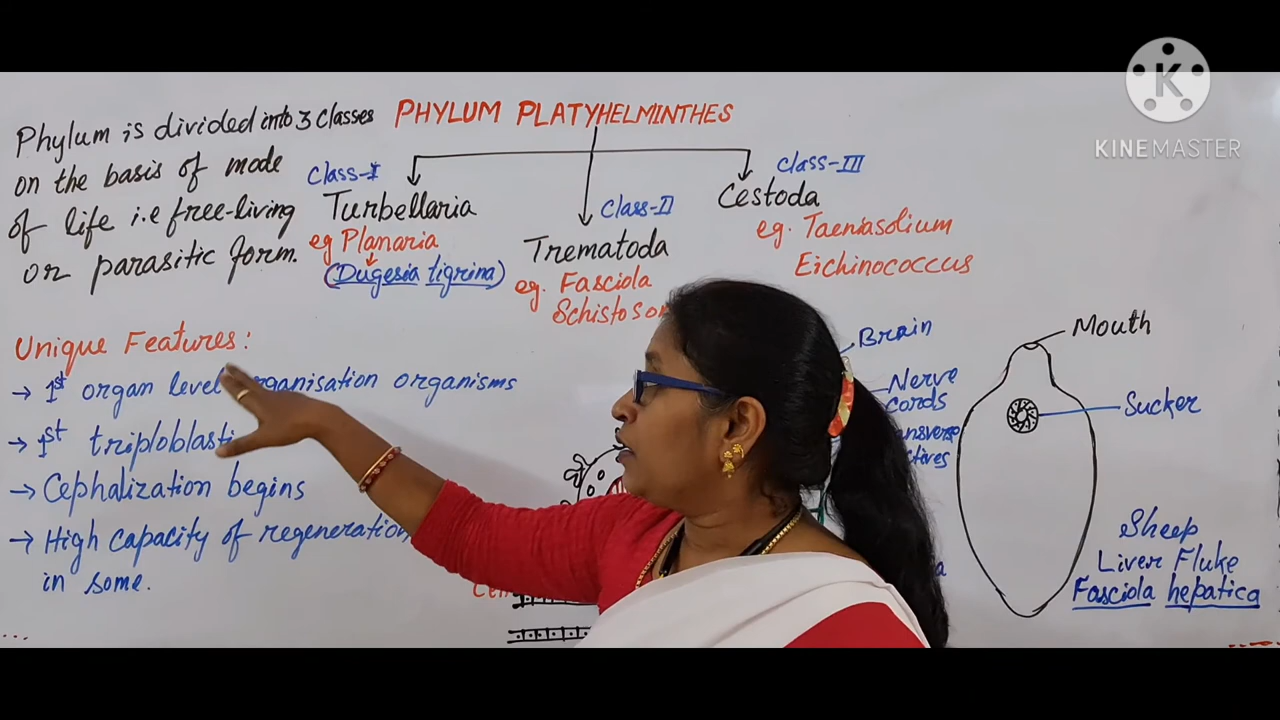 KINEMASTER
PHYLUM PLATYHELMINTHES
Phylum is divided into 3 classes
on the basis of mode
of life i.e free-living
or parasitic form.
Class-I
Turbellaria
eg Planaria
(Dugesia tigrina)
Class-II
Trematoda
eg. Fasciola
Class-III
Cestoda
eg. Taeniasolium
Eichinococcus
Unique Features:
→ 1st organ level organisation organisms
→ 1st
→ Cephalization begins
→ High capacity of regeneration
in some.
Brain
Nerve
cords
Mouth
Sucker
Sheep
Liver Fluke
Fasciola hepatica